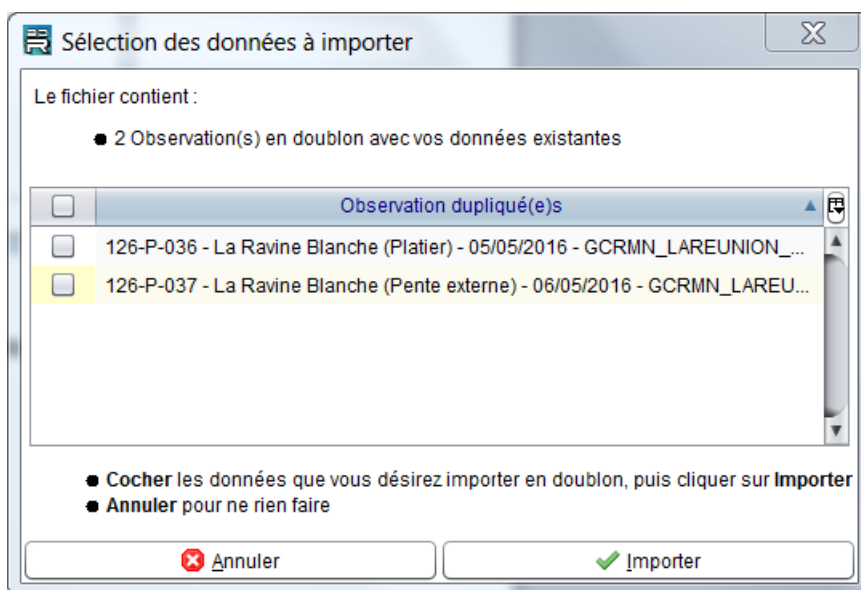 Sélection des données à importer
Le fichier contient :
2 Observation(s) en doublon avec vos données existantes
Observation dupliqué(e)s
126-P-036 - La Ravine Blanche (Platier) - 05/05/2016 - GCRMN_LAREUNION_...
126-P-037 - La Ravine Blanche (Pente externe) - 06/05/2016 - GCRMN_LAREU...
Cocher les données que vous désirez importer en doublon, puis cliquer sur Importer
Annuler pour ne rien faire
Annuler
Importer